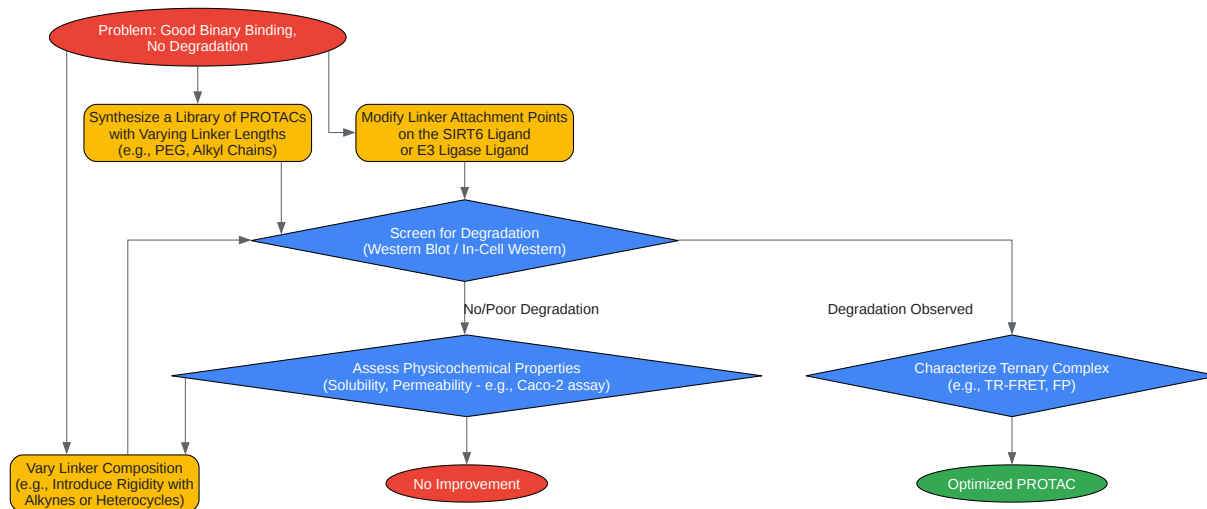 Problem: Good Binary Binding,
No Degradation
Synthesize a Library of PROTACs
with Varying Linker Lengths
(e.g., PEG, Alkyl Chains)
Modify Linker Attachment Points
on the SIRT6 Ligand
or E3 Ligase Ligand
Screen for Degradation
(Western Blot / In-Cell Western)
No/Poor Degradation
Degradation Observed
Assess Physicochemical Properties
(Solubility, Permeability - e.g., Caco-2 assay)
Characterize Ternary Complex
(e.g., TR-FRET, FP)
Vary Linker Composition
(e.g., Introduce Rigidity with
Alkynes or Heterocycles)
No Improvement
Optimized PROTAC